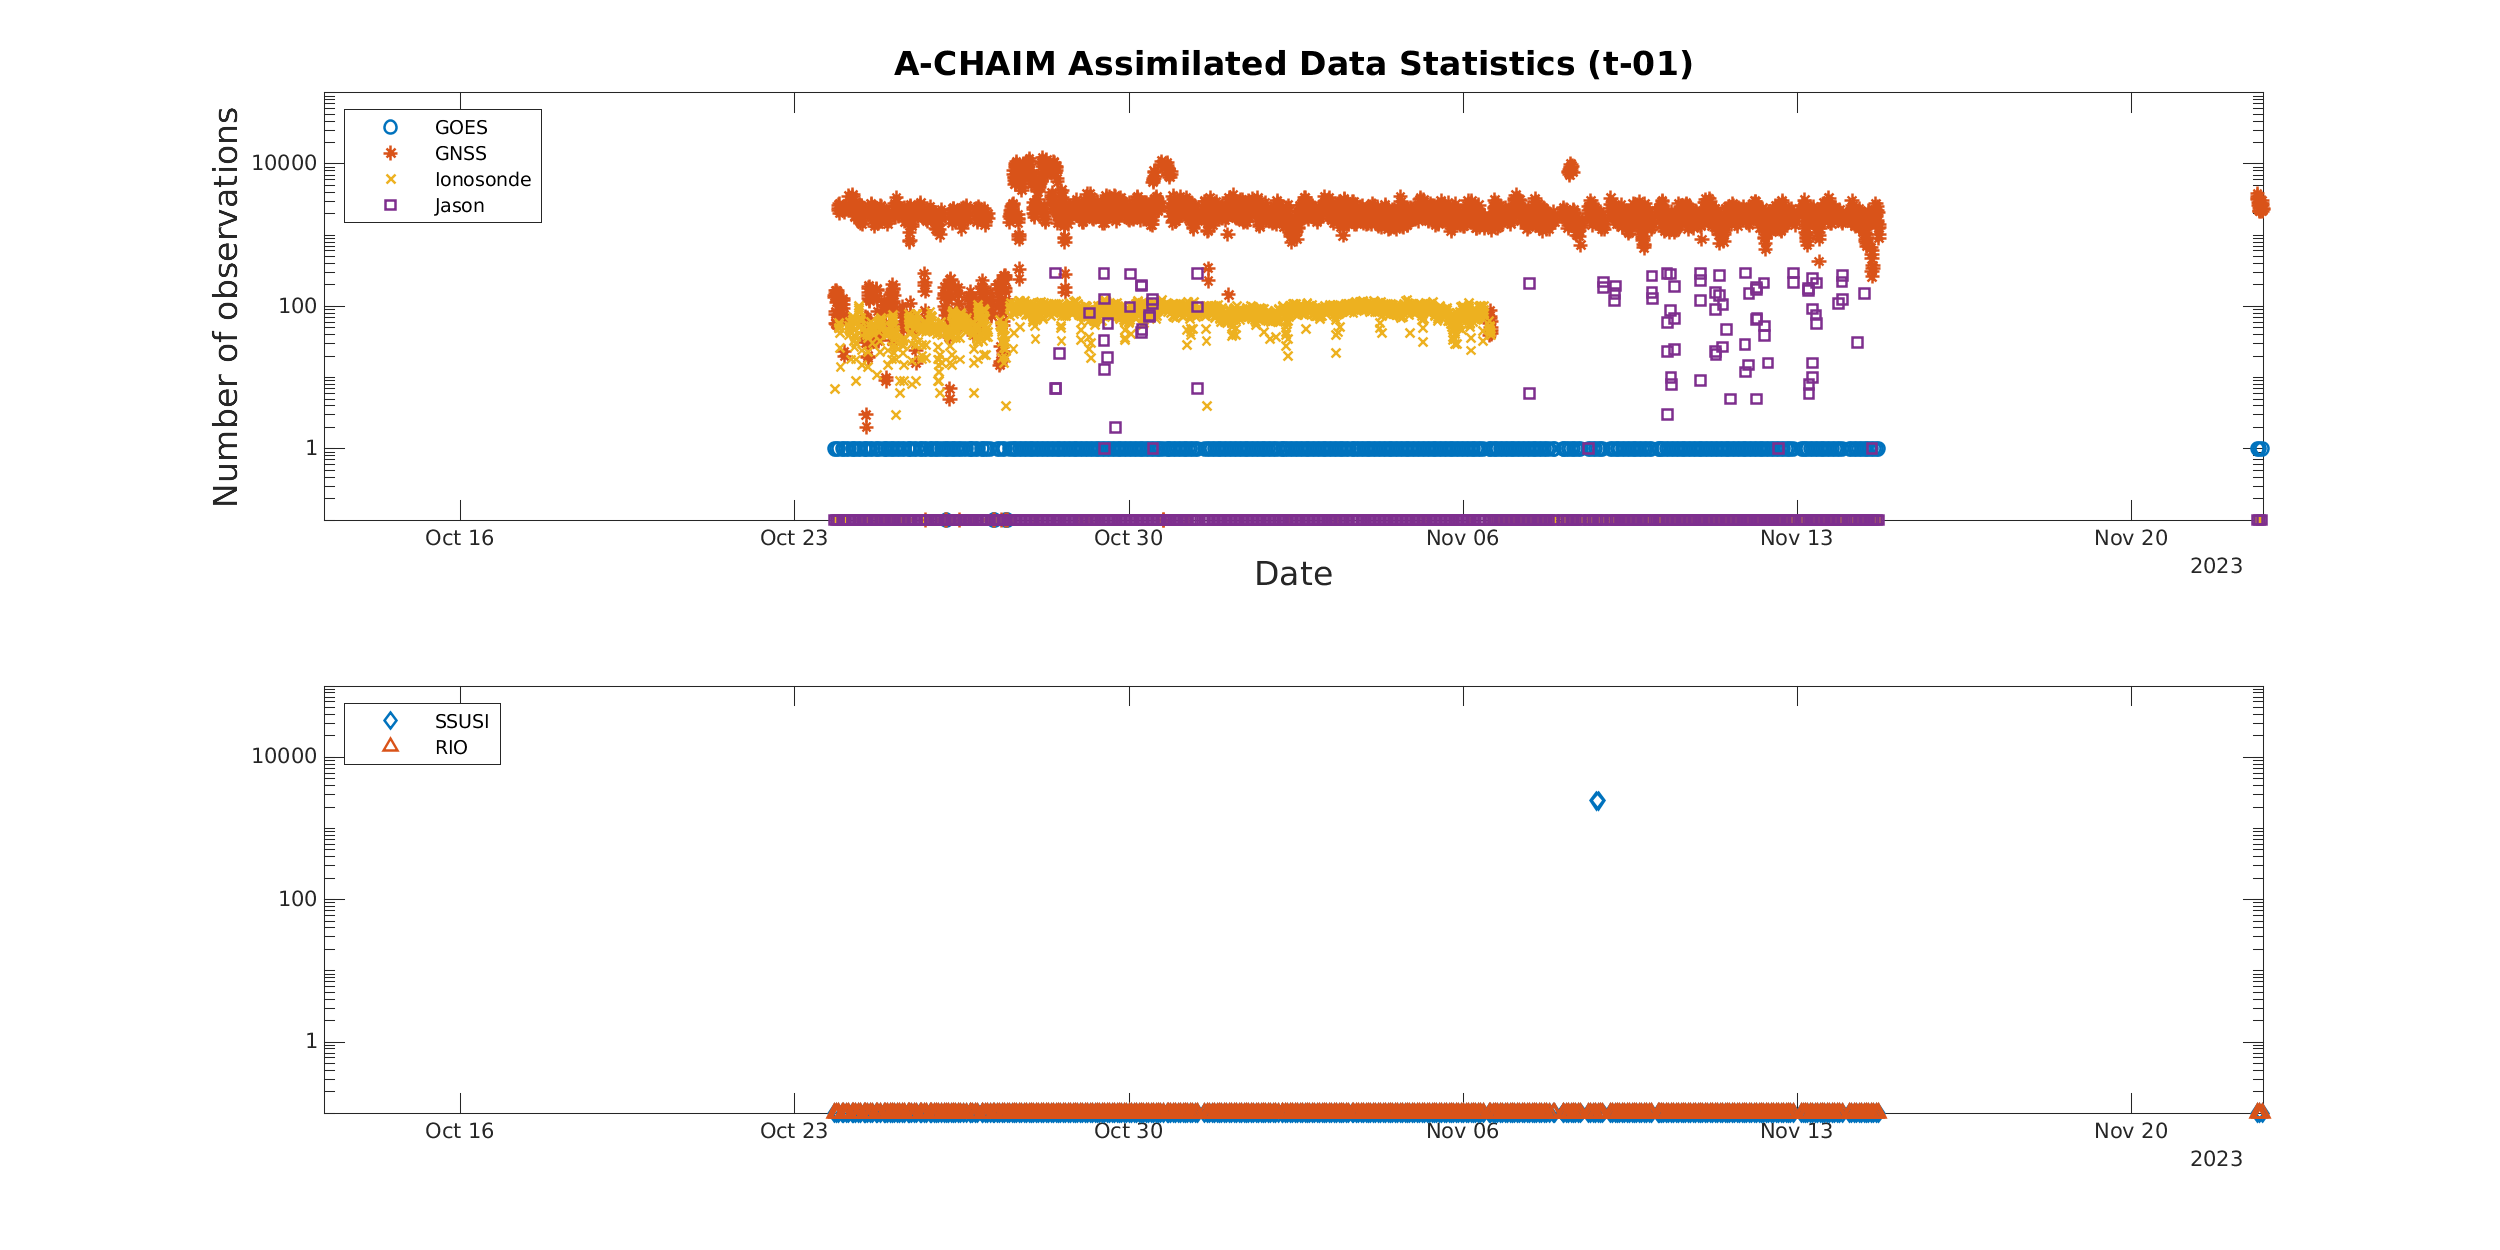 A-CHAIM Assimilated Data Statistics (t-01)
Number of observations
10000
100
1
GOES
GNSS
Ionosonde
Jason
Oct 16
Oct 23
Oct 30
Nov 06
Nov 13
Nov 20
2023
Date
10000
100
1
SSUSI
RIO
Oct 16
Oct 23
Oct 30
Nov 06
Nov 13
Nov 20
2023